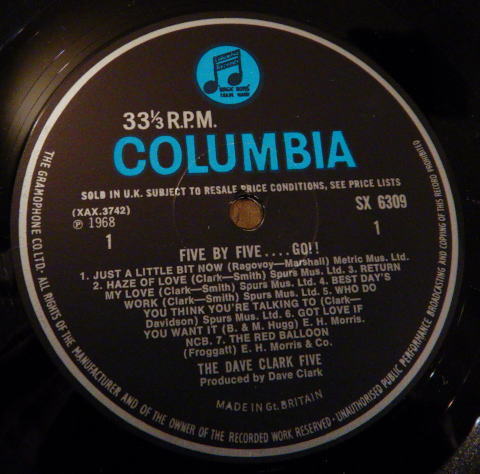 MAGIC NOTES
TRADE MARK
33⅓ R.P.M.
COLUMBIA
SOLD IN U.K. SUBJECT TO RESALE PRICE CONDITIONS, SEE PRICE LISTS
(XAX.3742)
SX 6309
Ⓟ 1968
1
1
FIVE BY FIVE....GO!!
1. JUST A LITTLE BIT NOW (Ragovoy—Marshall) Metric Mus. Ltd.
2. HAZE OF LOVE (Clark—Smith) Spurs Mus. Ltd. 3. RETURN
MY LOVE (Clark—Smith) Spurs Mus. Ltd. 4. BEST DAY'S
WORK (Clark—Smith) Spurs Mus. Ltd. 5. WHO DO
YOU THINK YOU'RE TALKING TO (Clark—
Davidson) Spurs Mus. Ltd. 6. GOT LOVE IF
YOU WANT IT (B. & M. Hugg) E. H. Morris.
NCB. 7. THE RED BALLOON
(Froggatt) E. H. Morris & Co.
THE DAVE CLARK FIVE
Produced by Dave Clark
MADE IN Gt. BRITAIN
THE GRAMOPHONE CO. LTD. · ALL RIGHTS OF THE MANUFACTURER AND OF THE OWNER OF THE RECORDED WORK RESERVED · UNAUTHORISED PUBLIC PERFORMANCE BROADCASTING AND COPYING OF THIS RECORD PROHIBITED